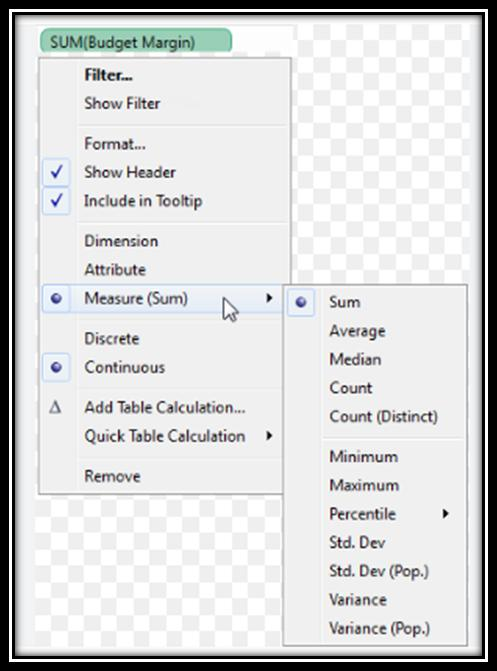 SUM(Budget Margin)
Filter...
Show Filter
Format...
Show Header
Include in Tooltip
Dimension
Attribute
Measure (Sum)
Discrete
Continuous
Add Table Calculation...
Quick Table Calculation
Remove
Sum
Average
Median
Count
Count (Distinct)
Minimum
Maximum
Percentile
Std. Dev
Std. Dev (Pop.)
Variance
Variance (Pop.)